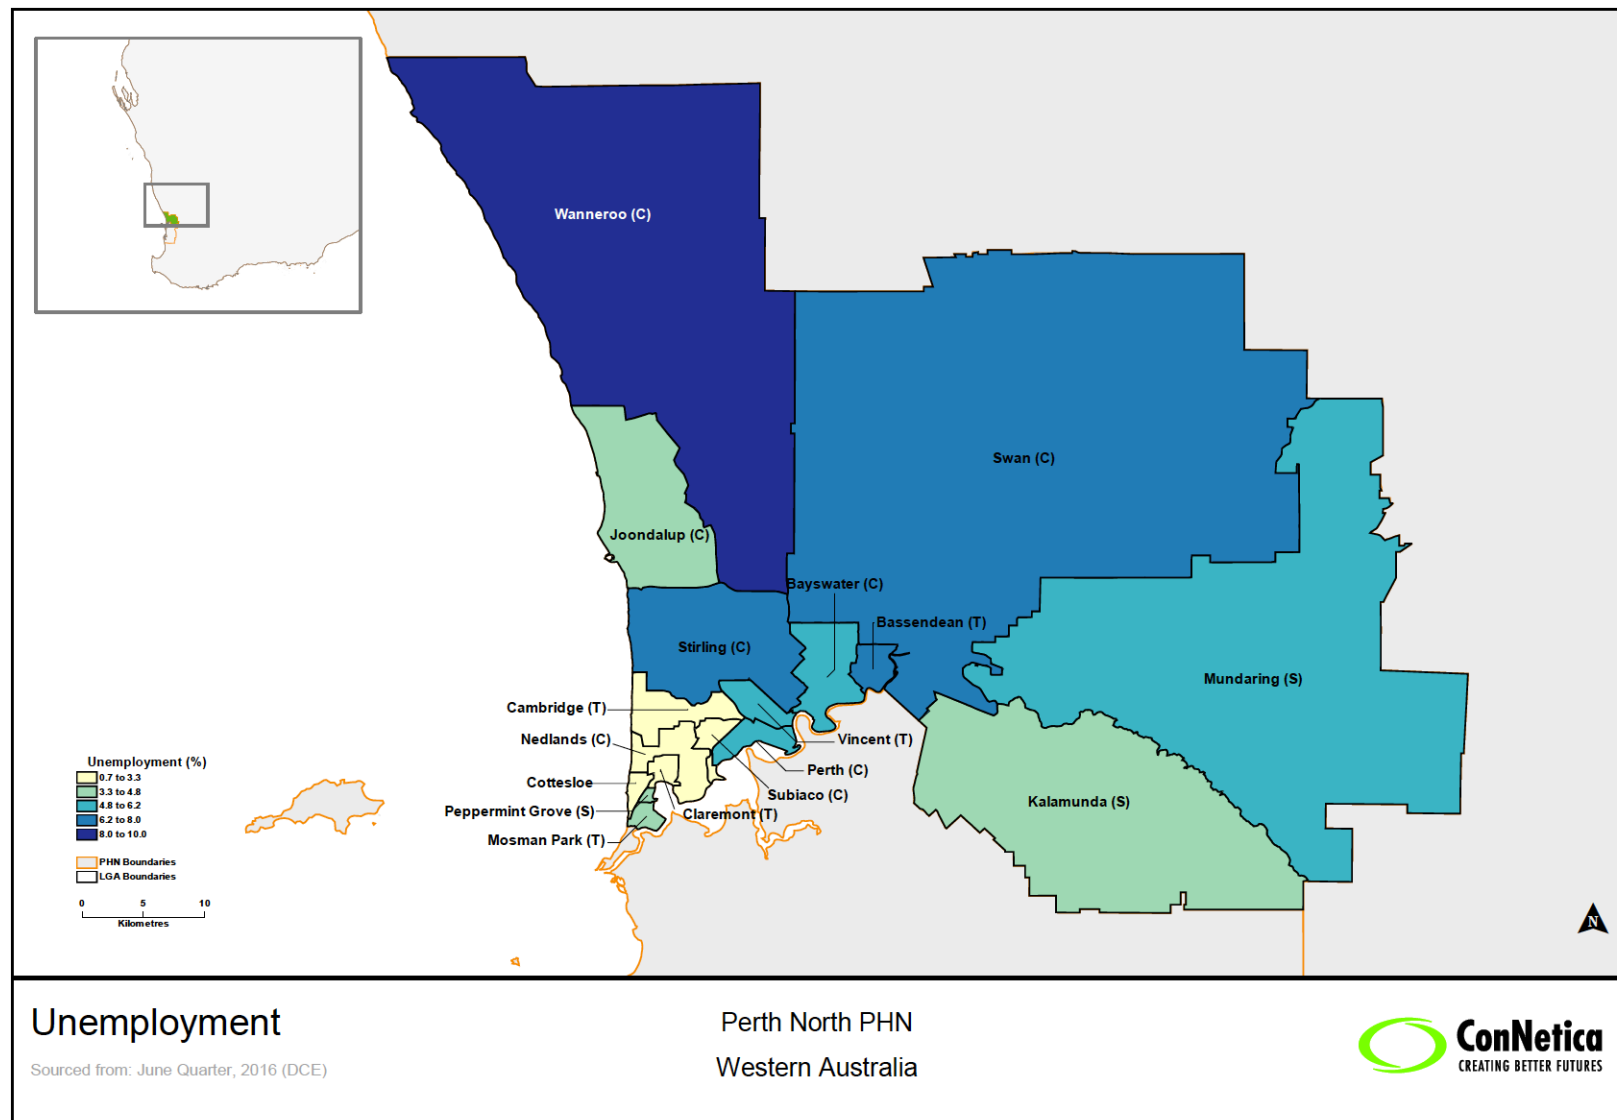 Wanneroo (C)
Swan (C)
Joondalup (C)
Bayswater (C)
Bassendean (T)
Stirling (C)
Mundaring (S)
Cambridge (T)
Nedlands (C)
Vincent (T)
Perth (C)
Cottesloe
Subiaco (C)
Kalamunda (S)
Peppermint Grove (S)
Claremont (T)
Mosman Park (T)
Unemployment (%)
0.7 to 3.3
3.3 to 4.8
4.8 to 6.2
6.2 to 8.0
8.0 to 10.0
PHN Boundaries
LGA Boundaries
0 5 10
Kilometres
N
Unemployment
Sourced from: June Quarter, 2016 (DCE)
Perth North PHN
Western Australia
ConNetica
CREATING BETTER FUTURES